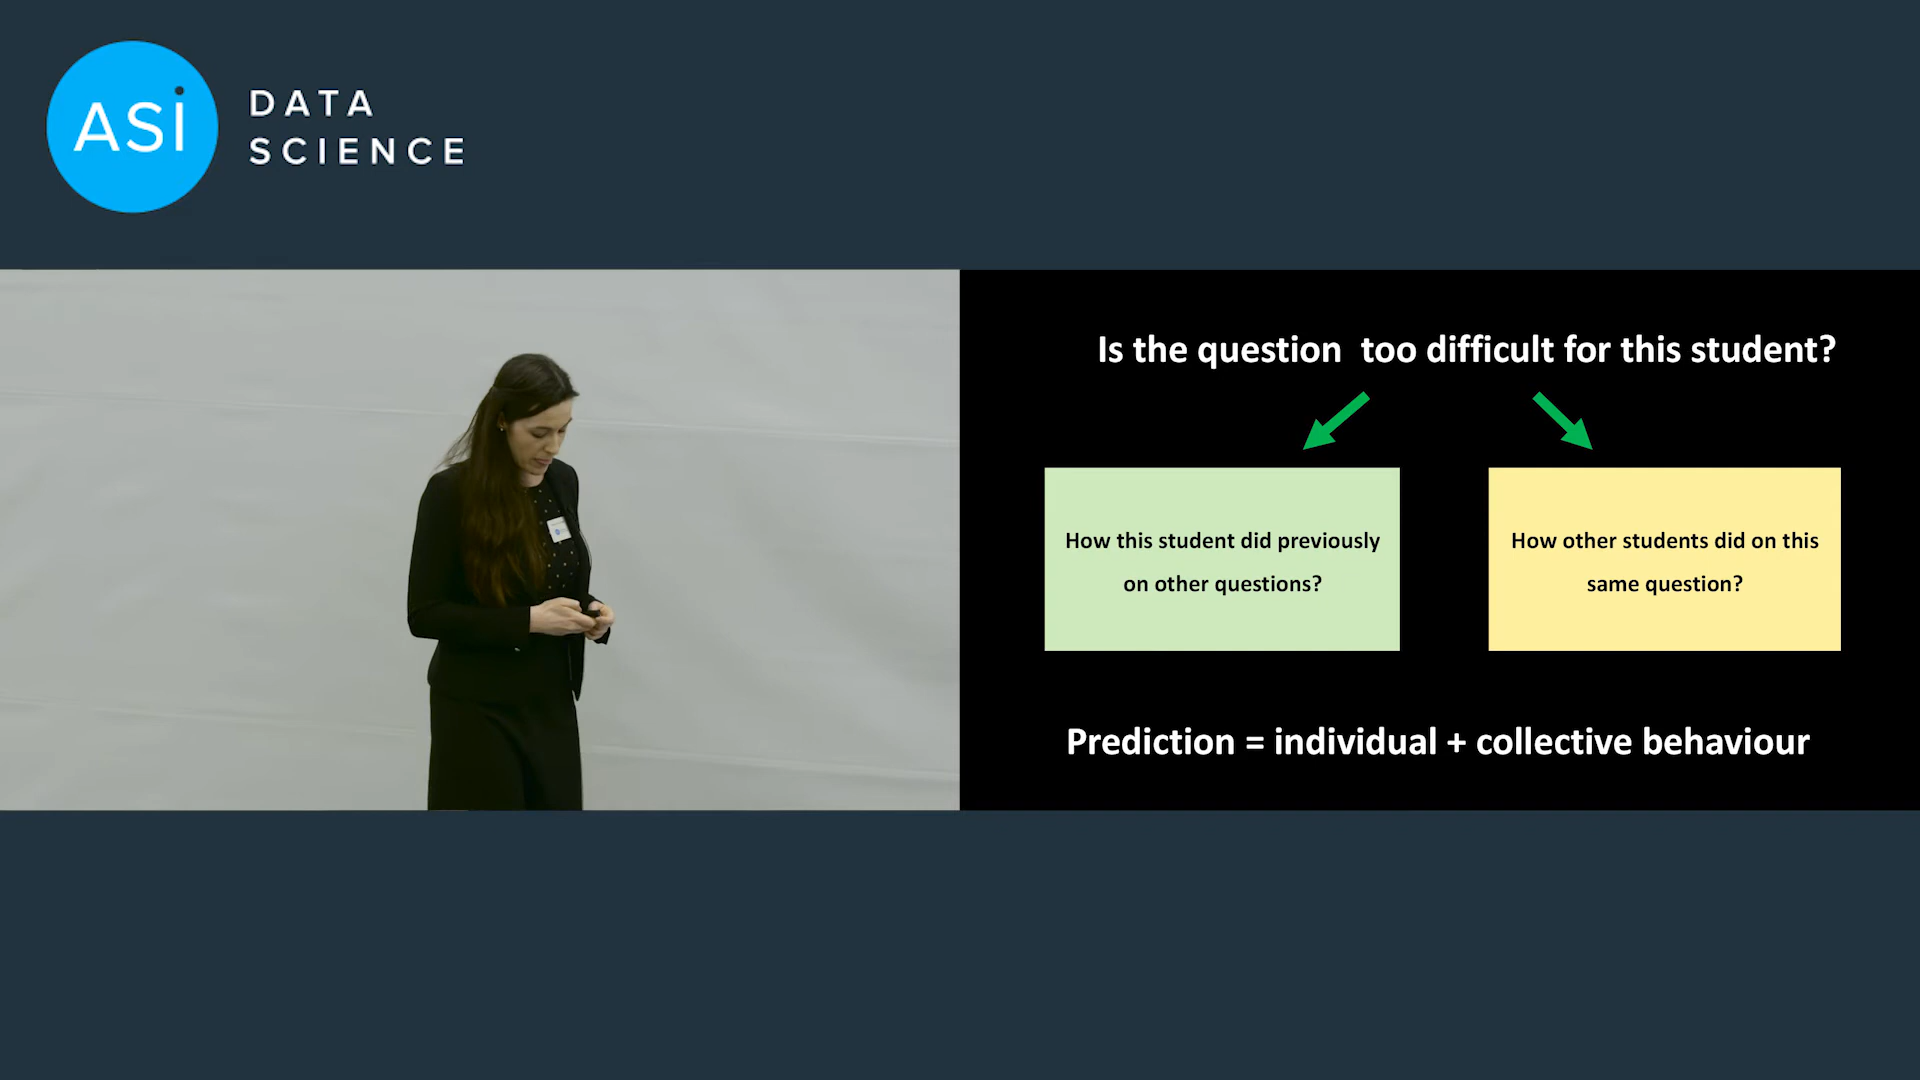 ASI
DATA
SCIENCE
Is the question  too difficult for this student?
How this student did previously
on other questions?
How other students did on this
same question?
Prediction = individual + collective behaviour